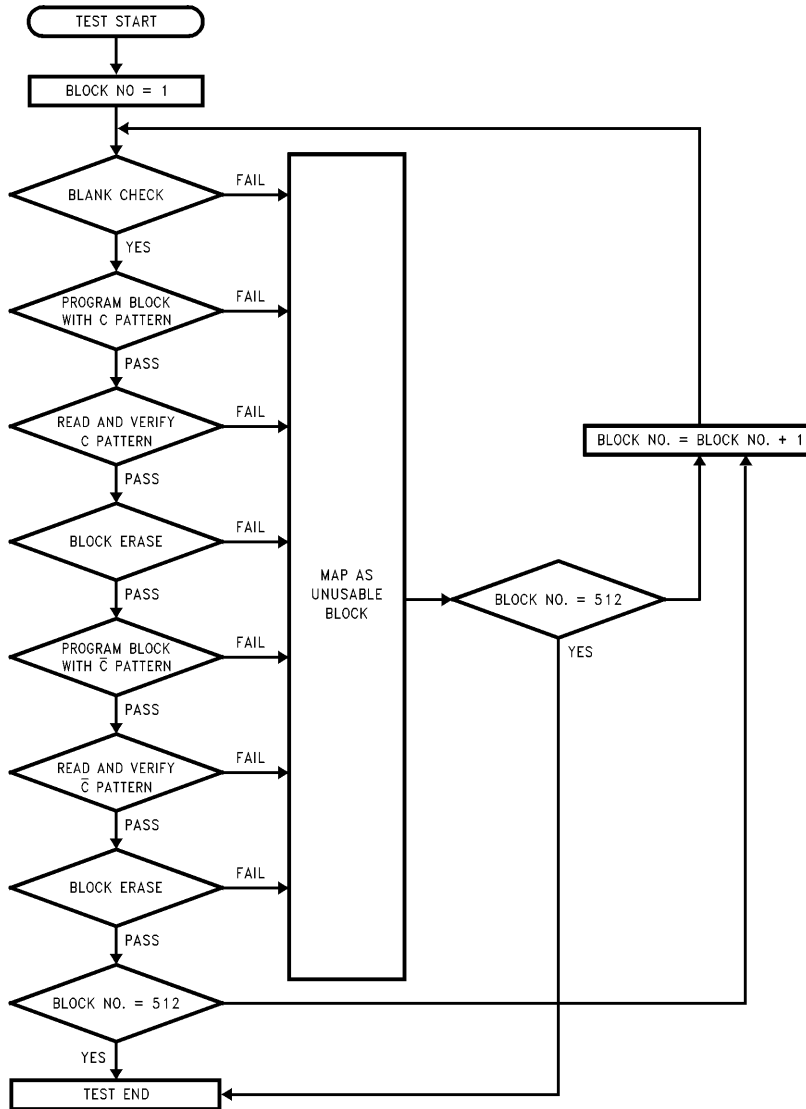 TEST START
BLOCK NO = 1
BLANK CHECK
FAIL
YES
PROGRAM BLOCK
WITH C PATTERN
FAIL
PASS
READ AND VERIFY
C PATTERN
FAIL
PASS
BLOCK ERASE
FAIL
PASS
PROGRAM BLOCK
WITH C̅ PATTERN
FAIL
PASS
READ AND VERIFY
C̅ PATTERN
FAIL
PASS
BLOCK ERASE
FAIL
PASS
BLOCK NO. = 512
YES
TEST END
MAP AS
UNUSABLE
BLOCK
BLOCK NO. = 512
YES
BLOCK NO. = BLOCK NO. + 1